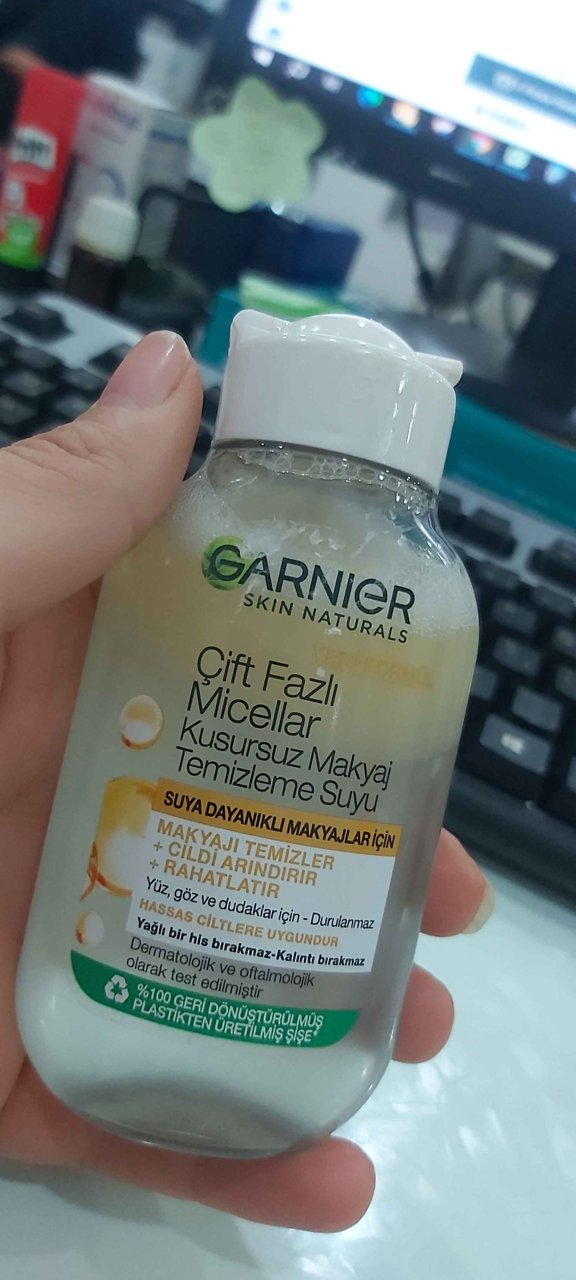 GARNIER
SKIN NATURALS
Çift Fazlı
Micellar
Kusursuz Makyaj
Temizleme Suyu
SUYA DAYANIKLI MAKYAJLAR İÇİN
MAKYAJI TEMİZLER
+ CİLDİ ARINDIRIR
+ RAHATLATIR
Yüz, göz ve dudaklar için - Durulanmaz
HASSAS CİLTLERE UYGUNDUR
Yağlı bir his bırakmaz-Kalıntı bırakmaz
Dermatolojik ve oftalmolojik
olarak test edilmiştir
%100 GERİ DÖNÜŞTÜRÜLMÜŞ
PLASTİKTEN ÜRETİLMİŞ ŞİŞE*